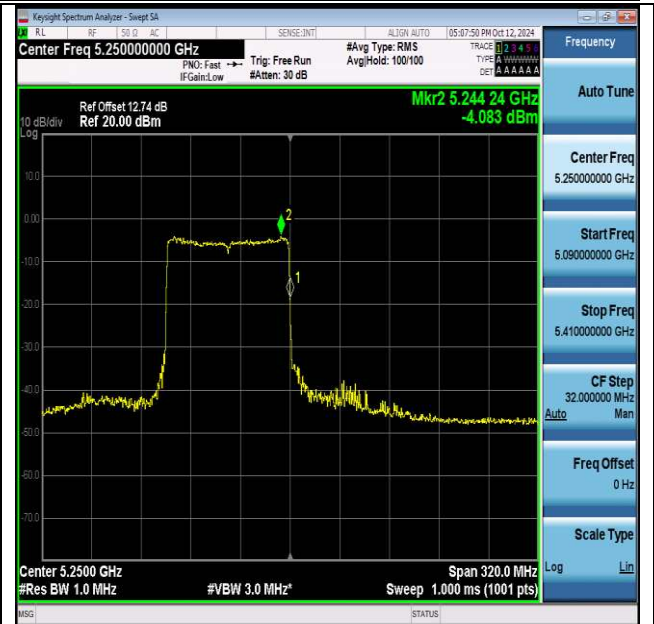 Keysight Spectrum Analyzer - Swept SA
RL RF 50 Ω AC SENSE:INT ALIGN AUTO 05:07:50 PM Oct 12, 2024
Center Freq 5.250000000 GHz
PNO: Fast
IFGain:Low
Trig: Free Run
#Atten: 30 dB
#Avg Type: RMS
Avg|Hold: 100/100
TRACE 1 2 3 4 5 6
TYPE A WWWWW
DET A A A A A A
Frequency
Mkr2 5.244 24 GHz
-4.083 dBm
Ref Offset 12.74 dB
Ref 20.00 dBm
10 dB/div
Log
10.0
0.00
-10.0
-20.0
-30.0
-40.0
-50.0
-60.0
-70.0
2
1
Center 5.2500 GHz
Span 320.0 MHz
#Res BW 1.0 MHz
#VBW 3.0 MHz*
Sweep 1.000 ms (1001 pts)
MSG
STATUS
Auto Tune
Center Freq
5.250000000 GHz
Start Freq
5.090000000 GHz
Stop Freq
5.410000000 GHz
CF Step
32.000000 MHz
Auto Man
Freq Offset
0 Hz
Scale Type
Log Lin